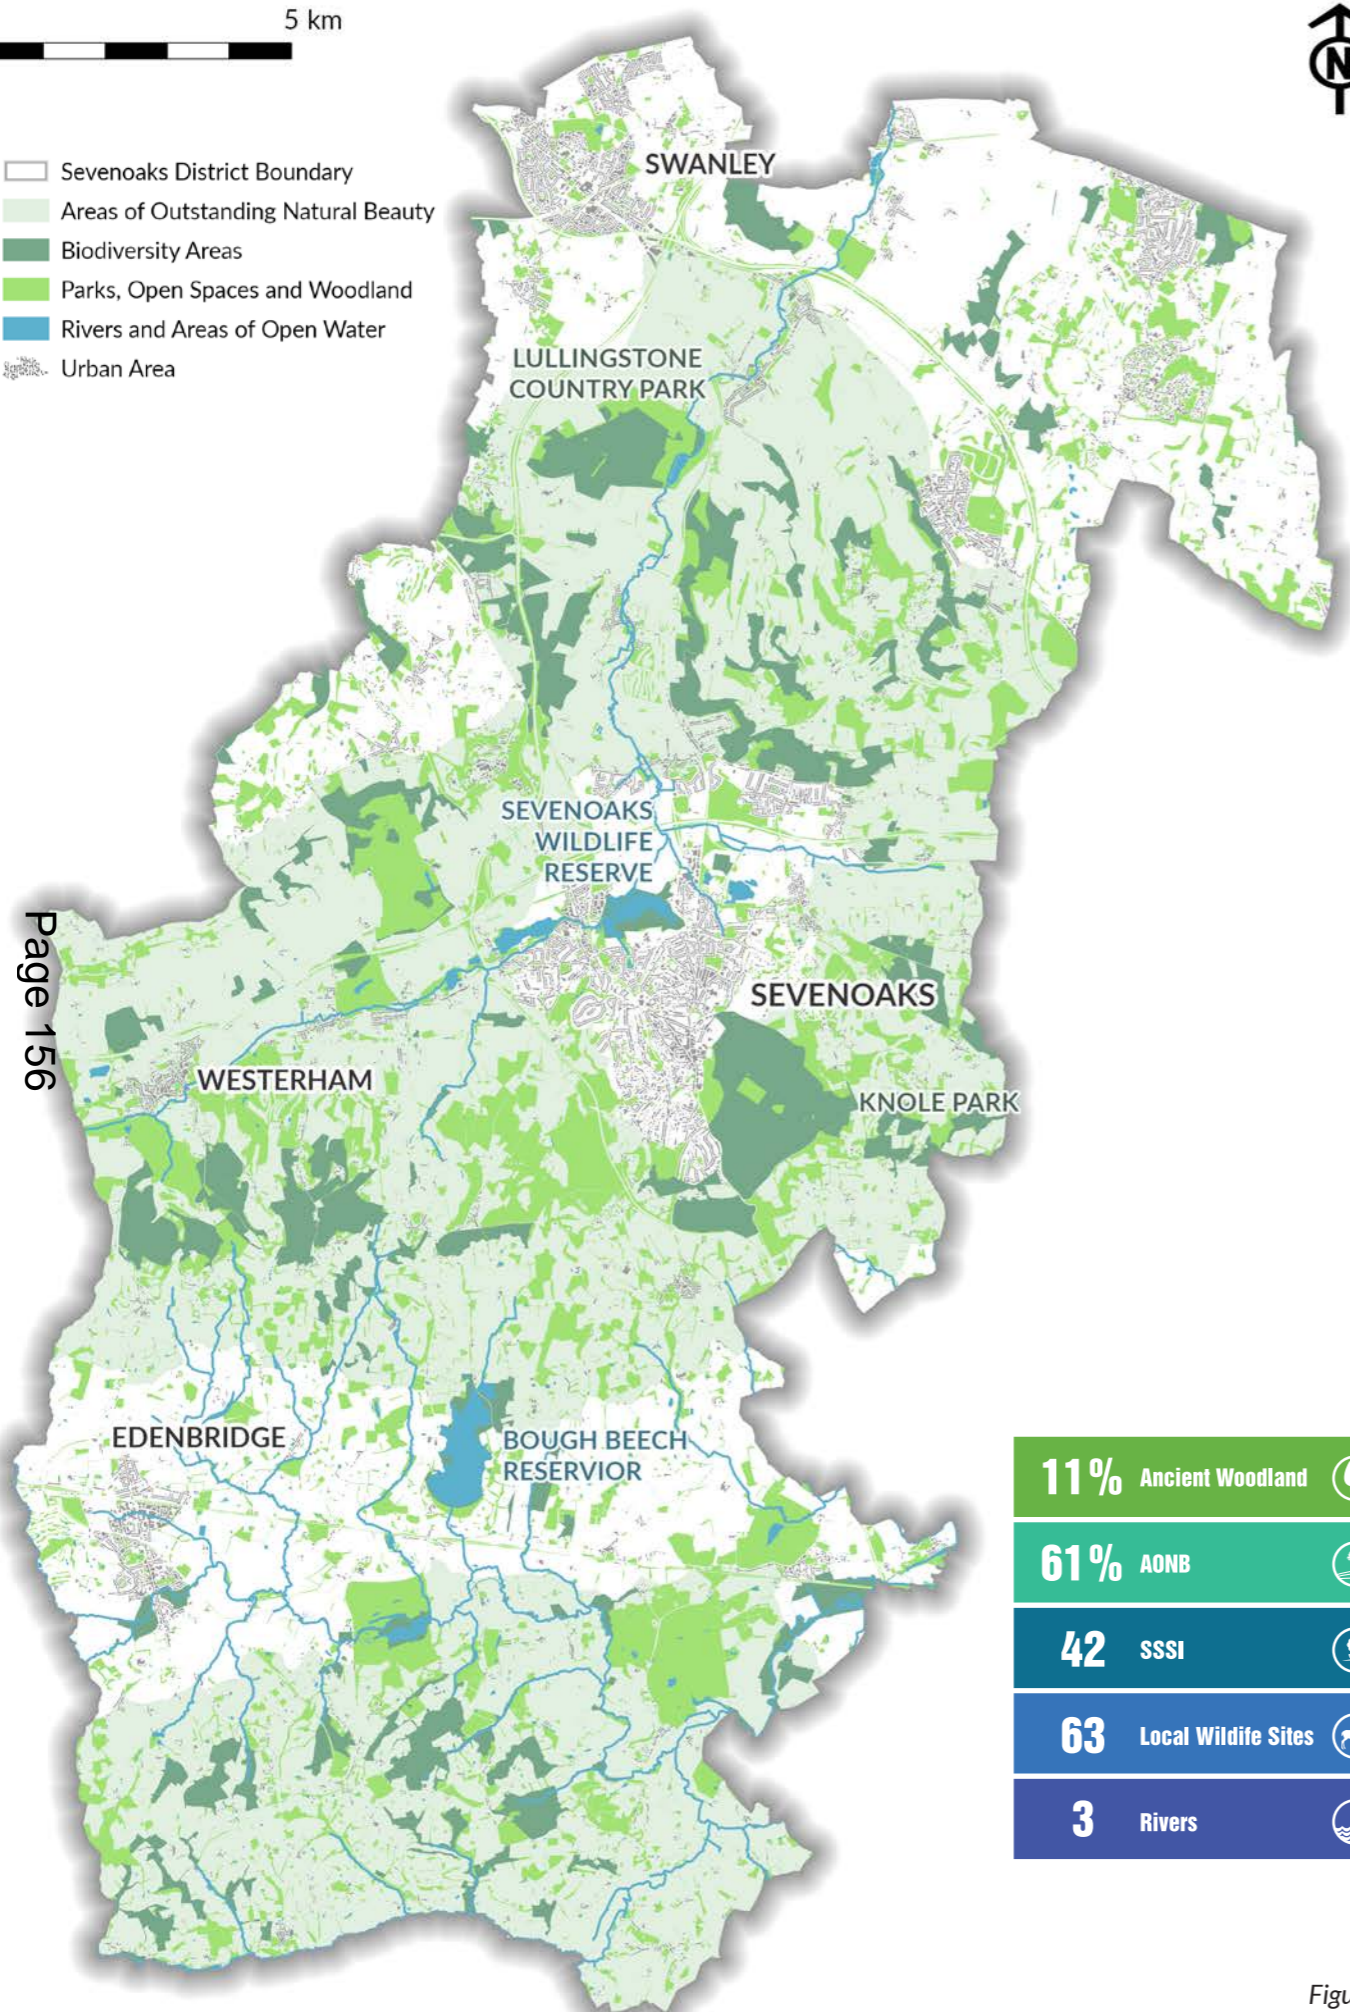 5 km
N
Sevenoaks District Boundary
Areas of Outstanding Natural Beauty
Biodiversity Areas
Parks, Open Spaces and Woodland
Rivers and Areas of Open Water
Urban Area
SWANLEY
LULLINGSTONE
COUNTRY PARK
SEVENOAKS
WILDLIFE
RESERVE
Page 156
SEVENOAKS
WESTERHAM
KNOLE PARK
EDENBRIDGE
BOUGH BEECH
RESERVIOR
11% Ancient Woodland
61% AONB
42 SSSI
63 Local Wildife Sites
3 Rivers
Figu